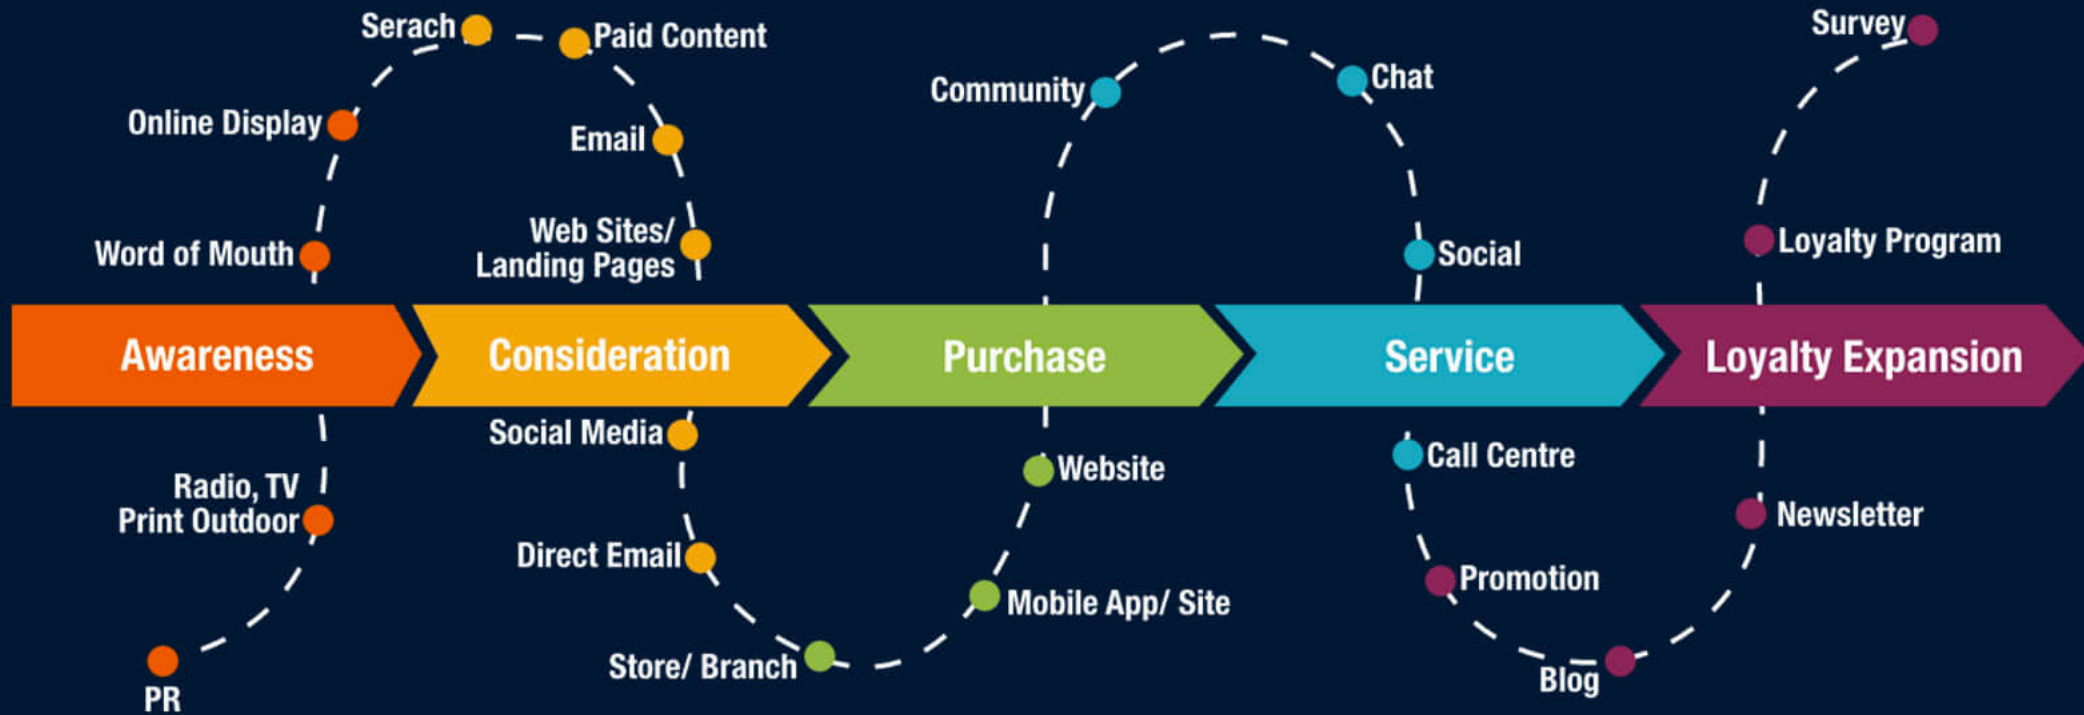 Serach
Paid Content
Survey
Community
Chat
Online Display
Email
Word of Mouth
Web Sites/
Landing Pages
Social
Loyalty Program
Awareness
Consideration
Purchase
Service
Loyalty Expansion
Social Media
Website
Call Centre
Radio, TV
Print Outdoor
Newsletter
Direct Email
Mobile App/ Site
Promotion
Store/ Branch
Blog
PR